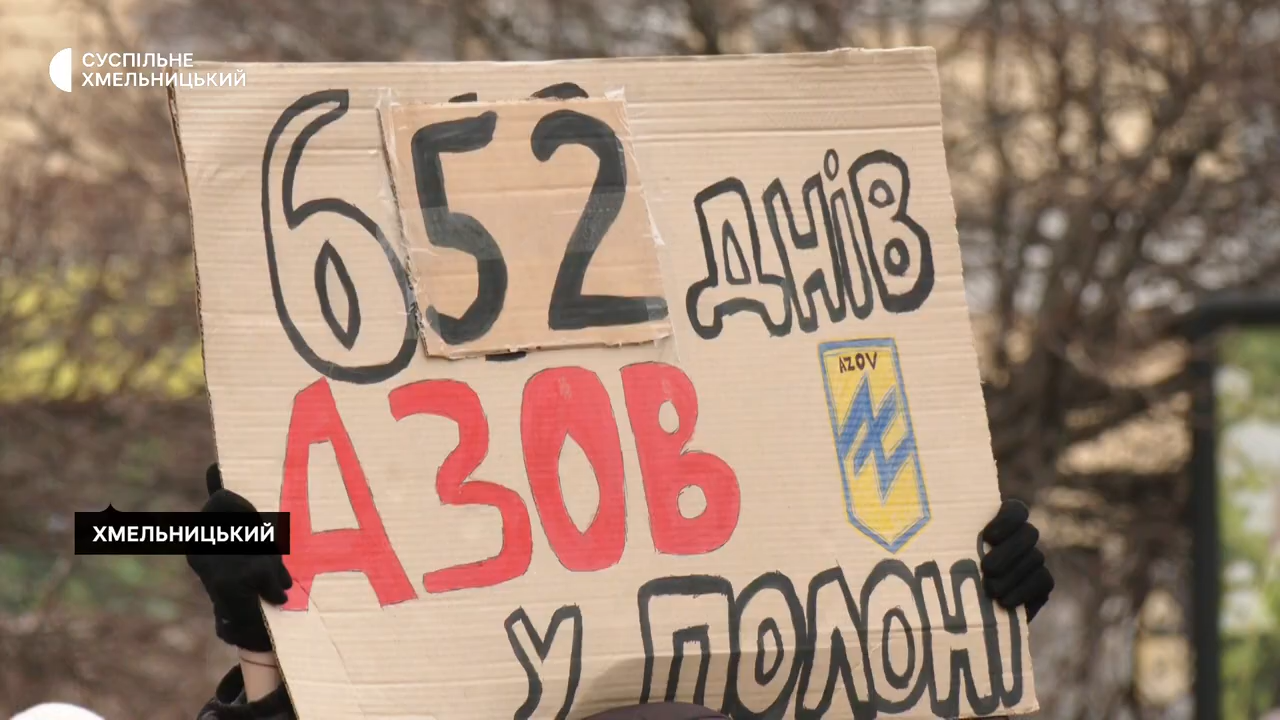 СУСПІЛЬНЕ
ХМЕЛЬНИЦЬКИЙ
652 ДНІВ
АЗОВ
AZOV
У ПОЛОНІ
ХМЕЛЬНИЦЬКИЙ